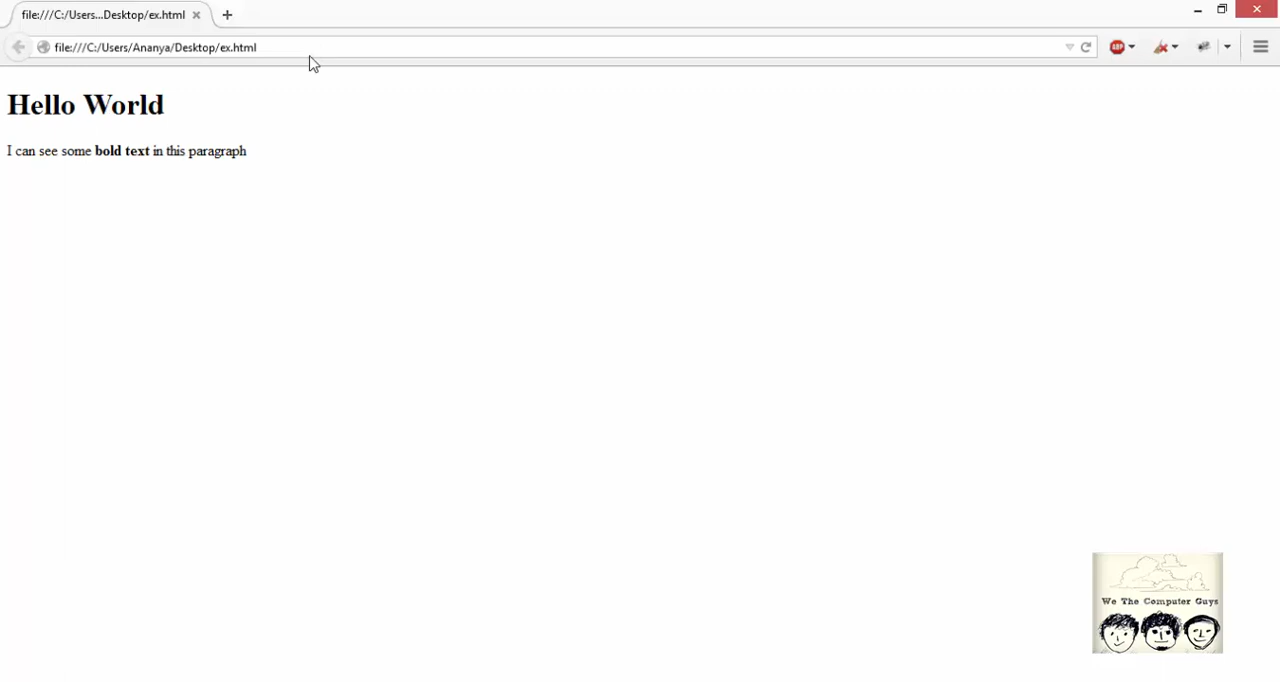 file:///C:/Users...Desktop/ex.html
file:///C:/Users/Ananya/Desktop/ex.html
ABP
Hello World
I can see some bold text in this paragraph
We The Computer Guys